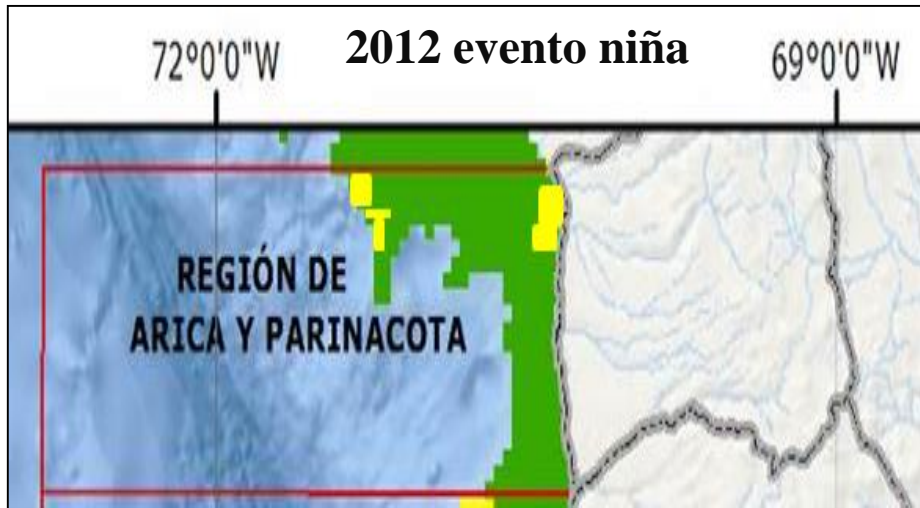 2012 evento niña
72°0'0"W
69°0'0"W
REGIÓN DE
ARICA Y PARINACOTA